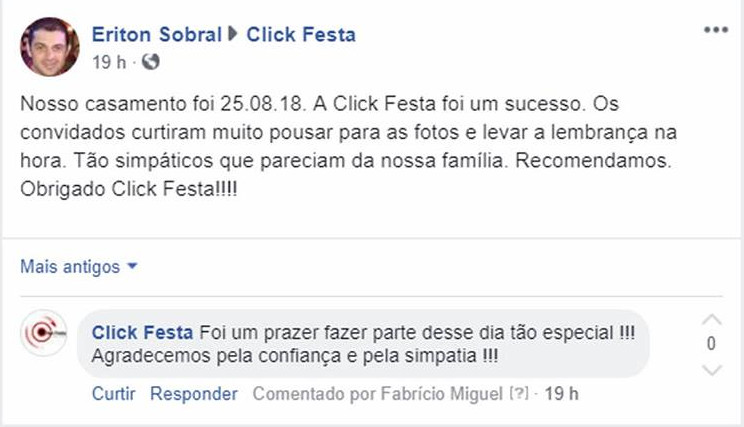 Eriton Sobral ▶ Click Festa
19 h ·
Nosso casamento foi 25.08.18. A Click Festa foi um sucesso. Os
convidados curtiram muito pousar para as fotos e levar a lembrança na
hora. Tão simpáticos que pareciam da nossa família. Recomendamos.
Obrigado Click Festa!!!!
Mais antigos
Click Festa Foi um prazer fazer parte desse dia tão especial !!!
Agradecemos pela confiança e pela simpatia !!!
0
Curtir Responder Comentado por Fabrício Miguel [?] · 19 h